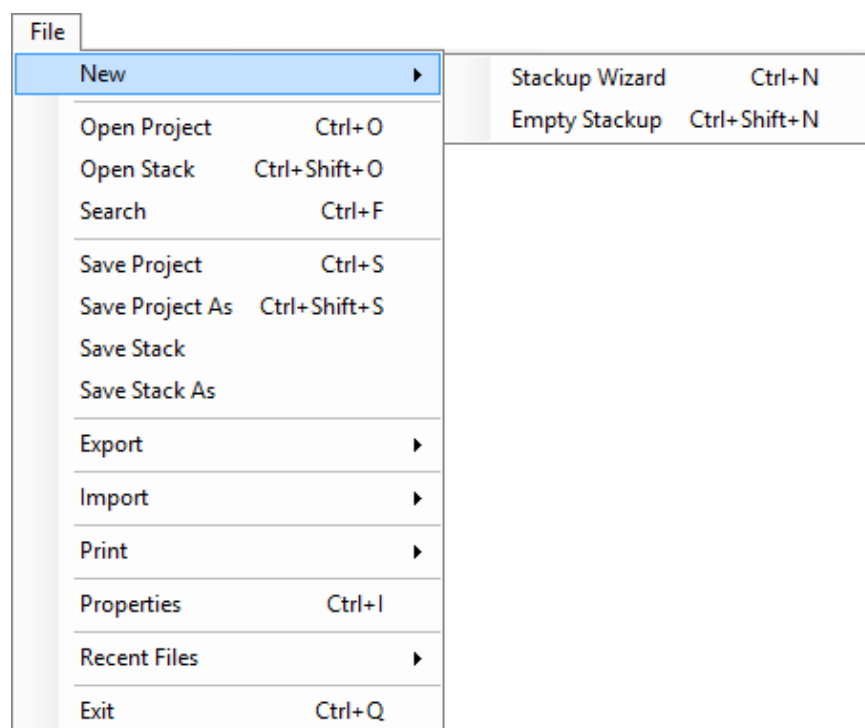 File
New
Stackup Wizard Ctrl+N
Empty Stackup Ctrl+Shift+N
Open Project Ctrl+O
Open Stack Ctrl+Shift+O
Search Ctrl+F
Save Project Ctrl+S
Save Project As Ctrl+Shift+S
Save Stack
Save Stack As
Export
Import
Print
Properties Ctrl+I
Recent Files
Exit Ctrl+Q